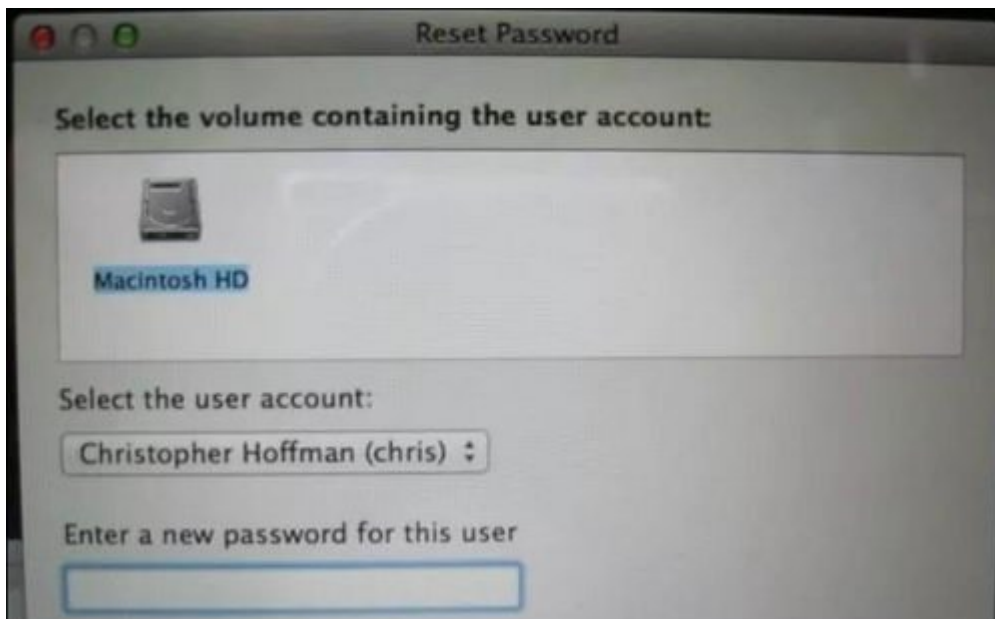 Reset Password
Select the volume containing the user account:
Macintosh HD
Select the user account:
Christopher Hoffman (chris)
Enter a new password for this user